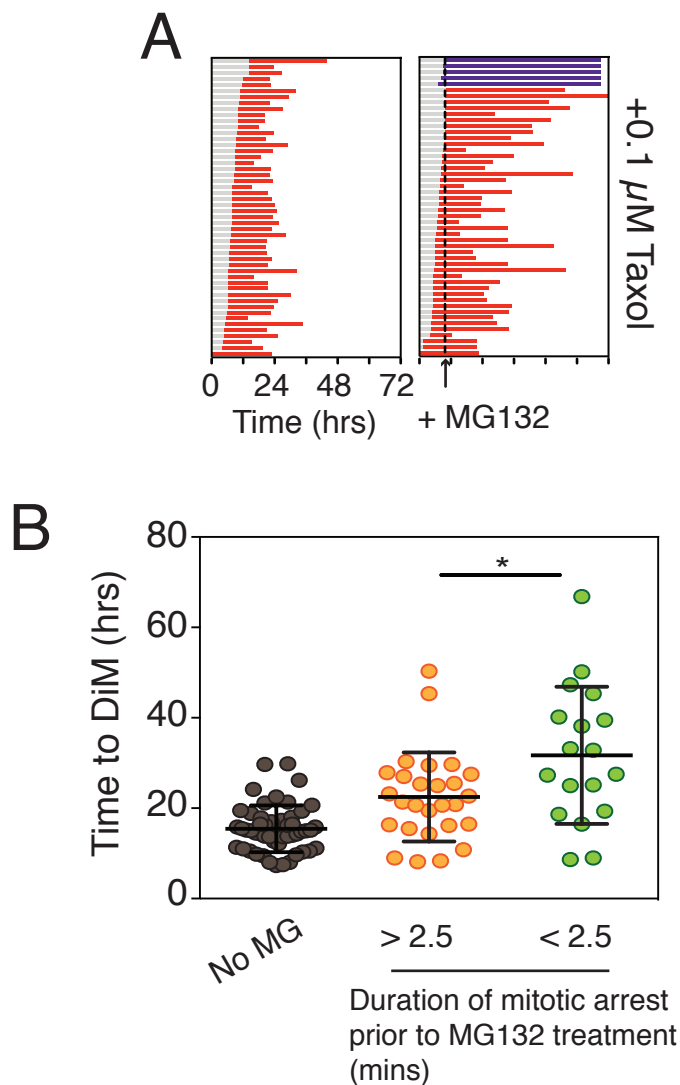 A
+0.1 μM Taxol
0 24 48 72
Time (hrs)
+ MG132
B
*
Time to DiM (hrs)
80
60
40
20
0
No MG
> 2.5
< 2.5
Duration of mitotic arrest
prior to MG132 treatment
(mins)